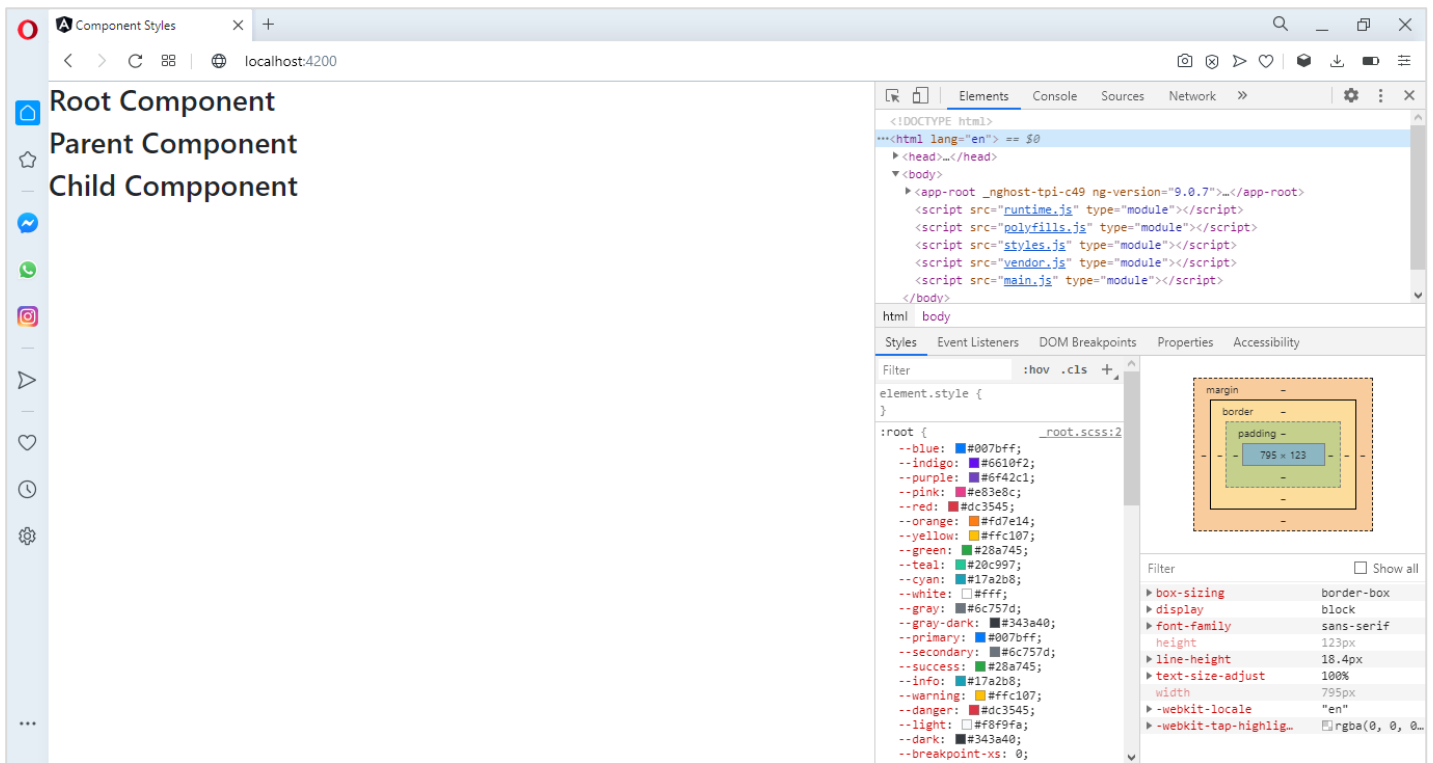 Component Styles
localhost:4200
Root Component
Parent Component
Child Compponent
Elements Console Sources Network »
<!DOCTYPE html>
•••<html lang="en"> == $0
<head>…</head>
<body>
<app-root _nghost-tpi-c49 ng-version="9.0.7">…</app-root>
<script src="runtime.js" type="module"></script>
<script src="polyfills.js" type="module"></script>
<script src="styles.js" type="module"></script>
<script src="vendor.js" type="module"></script>
<script src="main.js" type="module"></script>
</body>
html body
Styles Event Listeners DOM Breakpoints Properties Accessibility
Filter :hov .cls +
element.style {
}
:root { _root.scss:2
--blue: #007bff;
--indigo: #6610f2;
--purple: #6f42c1;
--pink: #e83e8c;
--red: #dc3545;
--orange: #fd7e14;
--yellow: #ffc107;
--green: #28a745;
--teal: #20c997;
--cyan: #17a2b8;
--white: #fff;
--gray: #6c757d;
--gray-dark: #343a40;
--primary: #007bff;
--secondary: #6c757d;
--success: #28a745;
--info: #17a2b8;
--warning: #ffc107;
--danger: #dc3545;
--light: #f8f9fa;
--dark: #343a40;
--breakpoint-xs: 0;
margin –
border –
padding –
– – – 795 × 123 – – –
–
–
–
Filter Show all
box-sizing border-box
display block
font-family sans-serif
height 123px
line-height 18.4px
text-size-adjust 100%
width 795px
-webkit-locale "en"
-webkit-tap-highlig… rgba(0, 0, 0…